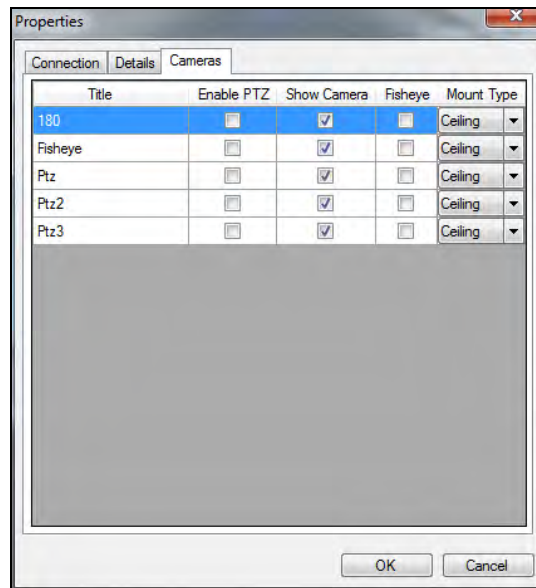 Properties
Connection Details Cameras
Title Enable PTZ Show Camera Fisheye Mount Type
180 Ceiling
Fisheye Ceiling
Ptz Ceiling
Ptz2 Ceiling
Ptz3 Ceiling
OK Cancel